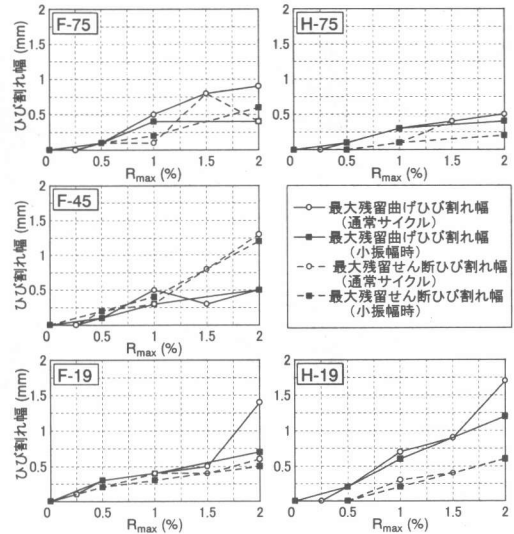 F-75
ひび割れ幅 (mm)
2
1.5
1
0.5
0 0.5 1 1.5 2
Rmax (%)
H-75
2
1.5
1
0.5
0 0.5 1 1.5 2
Rmax (%)
F-45
ひび割れ幅 (mm)
2
1.5
1
0.5
0 0.5 1 1.5 2
Rmax (%)
最大残留曲げひび割れ幅
(通常サイクル)
最大残留曲げひび割れ幅
(小振幅時)
最大残留せん断ひび割れ幅
(通常サイクル)
最大残留せん断ひび割れ幅
(小振幅時)
F-19
ひび割れ幅 (mm)
2
1.5
1
0.5
0 0.5 1 1.5 2
Rmax (%)
H-19
2
1.5
1
0.5
0 0.5 1 1.5 2
Rmax (%)